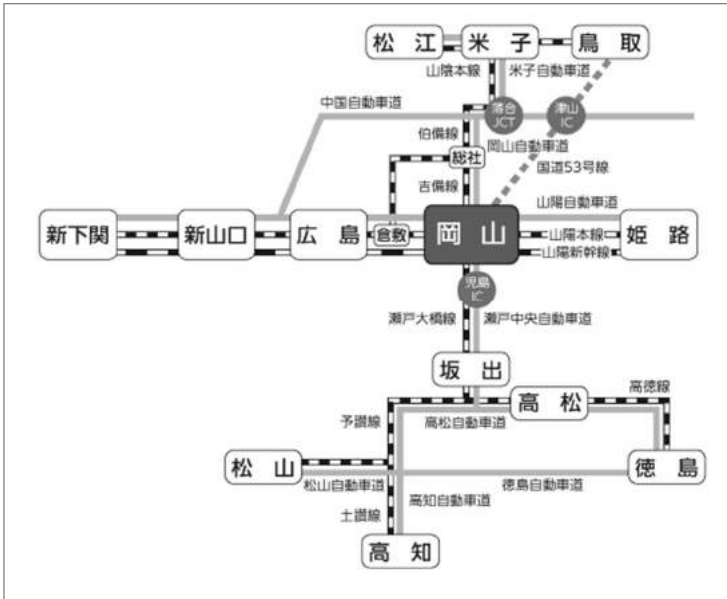 松江
米子
鳥取
山陰本線
米子自動車道
中国自動車道
落合
JCT
津山
IC
伯備線
岡山自動車道
総社
国道53号線
吉備線
山陽自動車道
新下関
新山口
広島
倉敷
岡山
山陽本線
姫路
山陽新幹線
児島
IC
瀬戸大橋線
瀬戸中央自動車道
坂出
高松
高徳線
予讃線
高松自動車道
松山
徳島
松山自動車道
徳島自動車道
高知自動車道
土讃線
高知